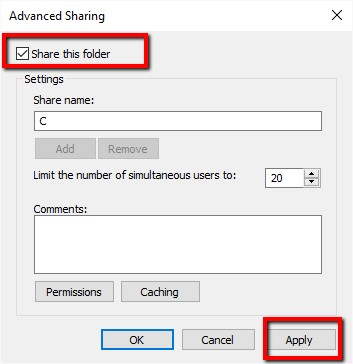 Advanced Sharing
Share this folder
Settings
Share name:
C
Add Remove
Limit the number of simultaneous users to: 20
Comments:
Permissions Caching
OK Cancel Apply